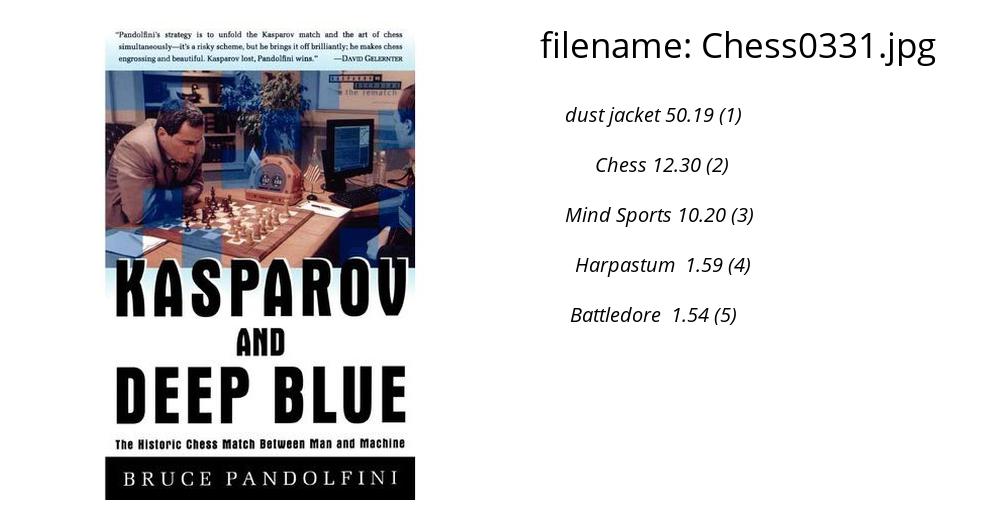 "Pandolfini's strategy is to unfold the Kasparov match and the art of chess
simultaneously—it's a risky scheme, but he brings it off brilliantly; he makes chess
engrossing and beautiful. Kasparov lost, Pandolfini wins." —DAVID GELERNTER
the rematch
KASPAROV
AND
DEEP BLUE
The Historic Chess Match Between Man and Machine
BRUCE PANDOLFINI
filename: Chess0331.jpg
dust jacket 50.19 (1)
Chess 12.30 (2)
Mind Sports 10.20 (3)
Harpastum 1.59 (4)
Battledore 1.54 (5)